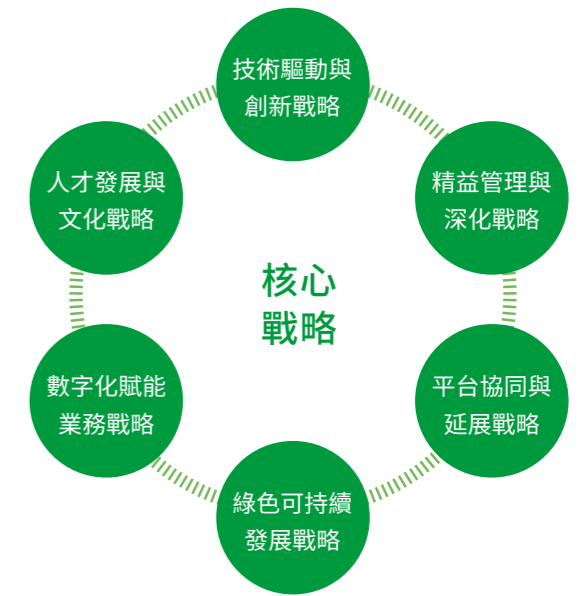 技術驅動與
創新戰略
精益管理與
深化戰略
平台協同與
延展戰略
綠色可持續
發展戰略
數字化賦能
業務戰略
人才發展與
文化戰略
核心
戰略